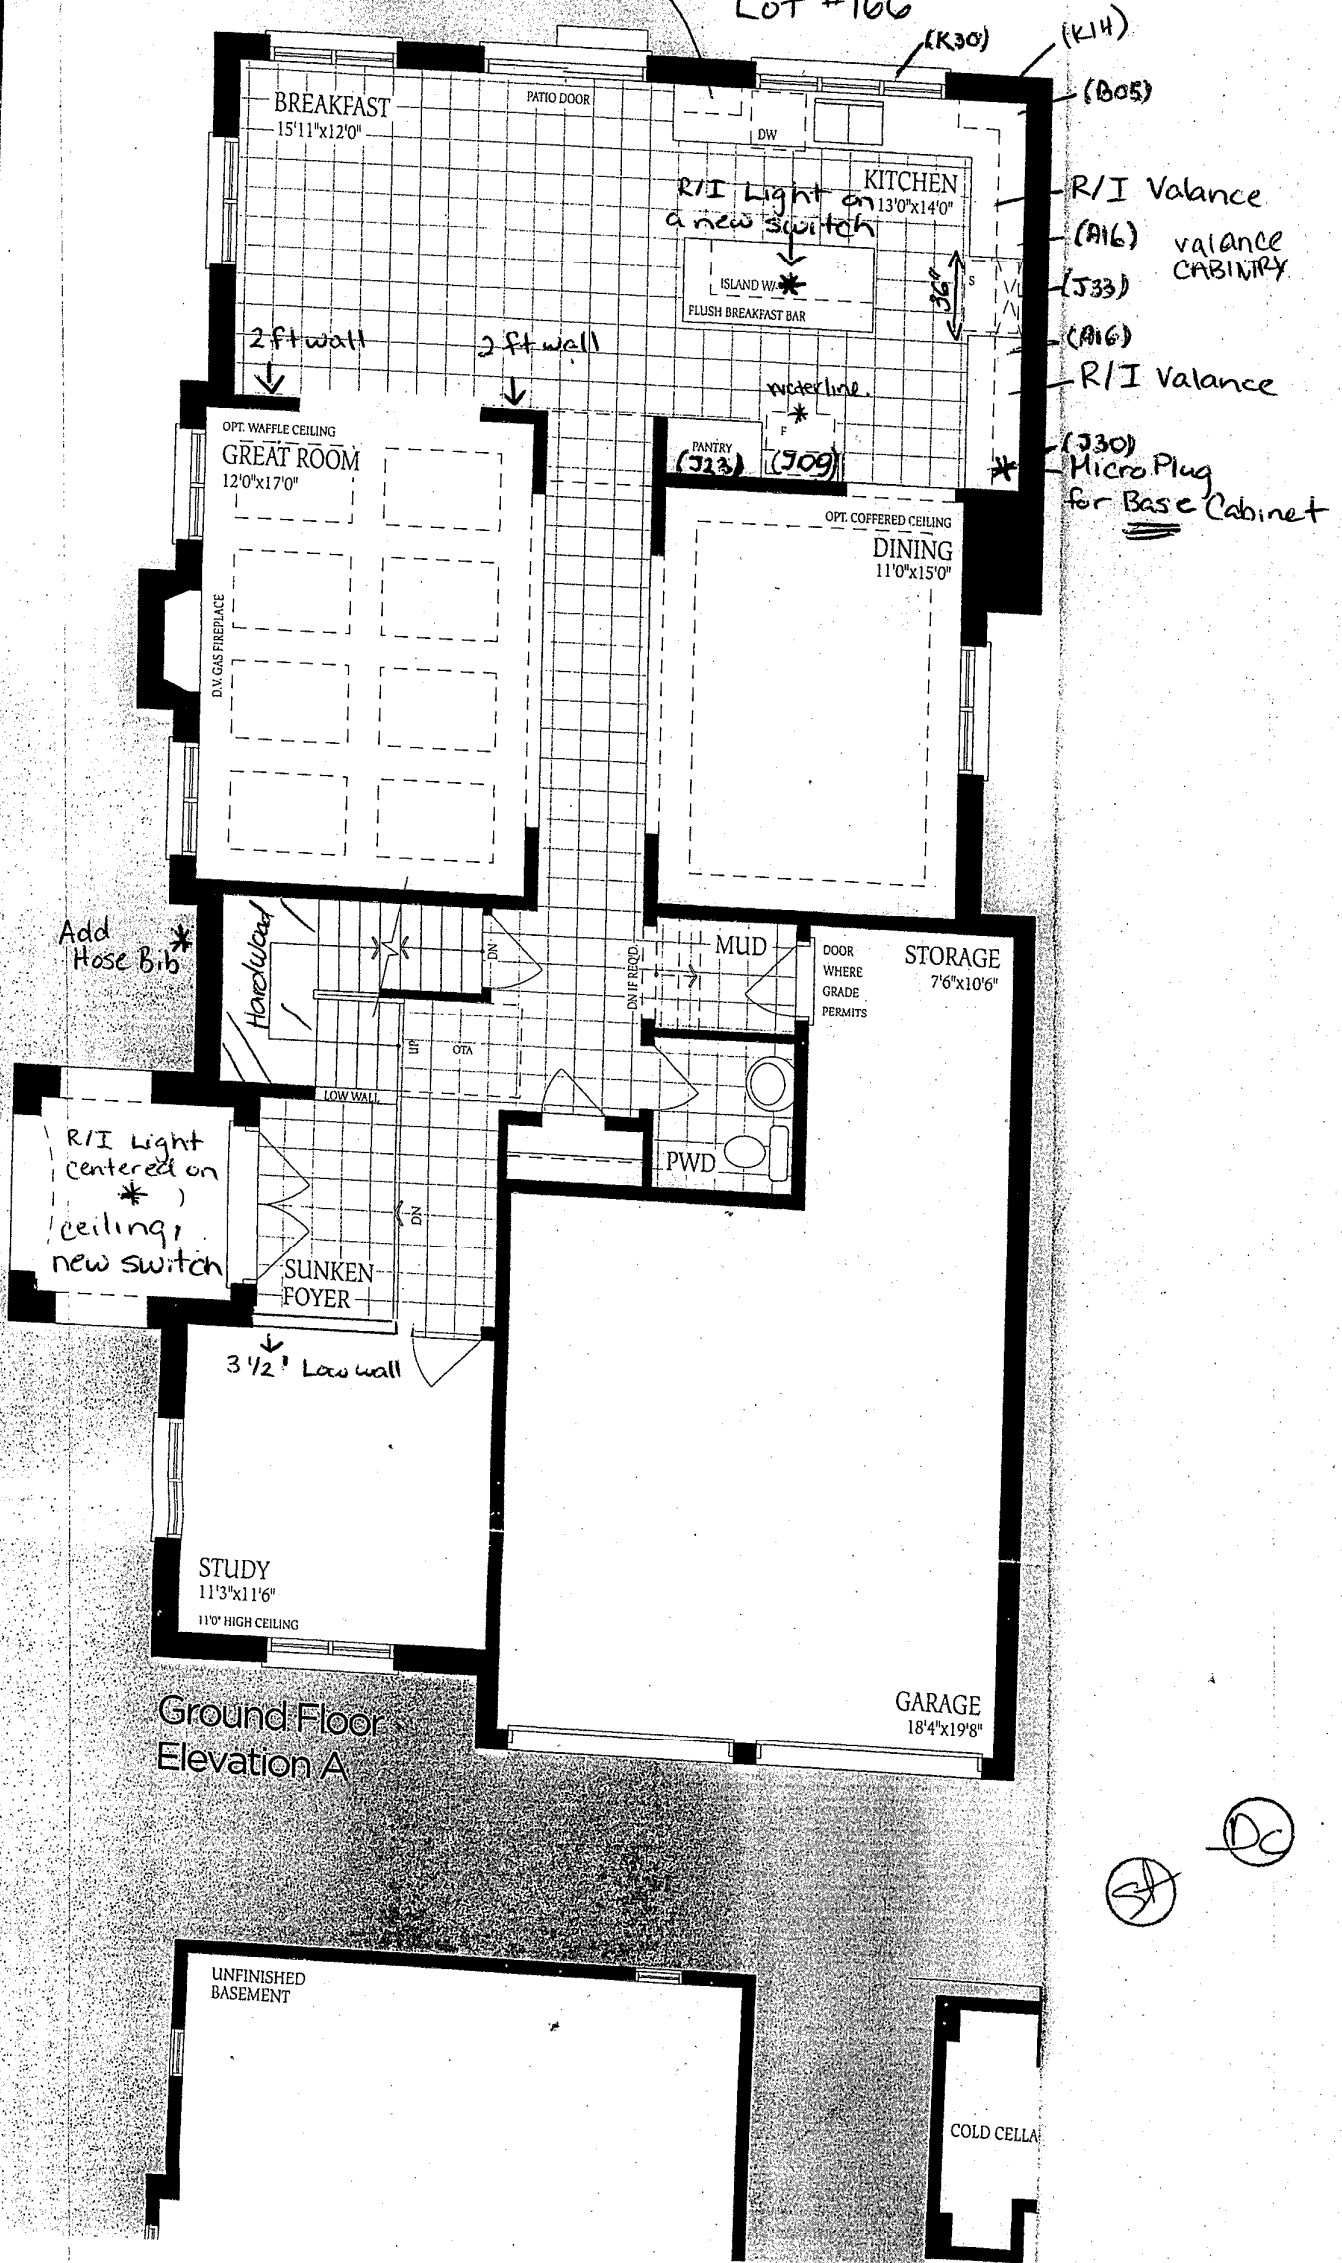 LOT #166
(K30)
(K14)
(B05)
BREAKFAST
15'11"x12'0"
PATIO DOOR
DW
KITCHEN
13'0"x14'0"
R/I Light on
a new switch
R/I Valance
(A16) valance
CABINTRY
36"
S
(J33)
ISLAND W/
FLUSH BREAKFAST BAR
(A16)
R/I Valance
2 ft wall
2 ft wall
waterline.
F
PANTRY
(J23)
(J09)
(J30)
Micro Plug
for Base Cabinet
OPT. WAFFLE CEILING
GREAT ROOM
12'0"x17'0"
OPT. COFFERED CEILING
DINING
11'0"x15'0"
D.V. GAS FIREPLACE
Add
Hose Bib
Hardwood
DN
DN IF REQ'D.
MUD
DOOR
WHERE
GRADE
PERMITS
STORAGE
7'6"x10'6"
UP
OTA
LOW WALL
R/I Light
centered on
ceiling,
new switch
PWD
DN
SUNKEN
FOYER
3 1/2' Low wall
STUDY
11'3"x11'6"
11'0" HIGH CEILING
GARAGE
18'4"x19'8"
Ground Floor
Elevation A
DC
UNFINISHED
BASEMENT
COLD CELLA